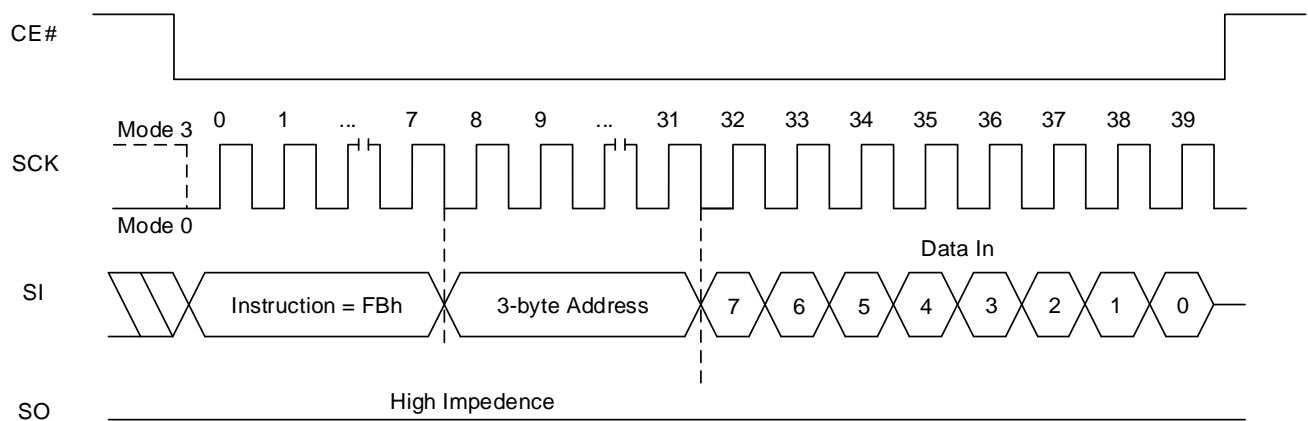 CE#
Mode 3
0 1 ... 7 8 9 ... 31 32 33 34 35 36 37 38 39
SCK
Mode 0
Data In
SI
Instruction = FBh
3-byte Address
7 6 5 4 3 2 1 0
High Impedence
SO